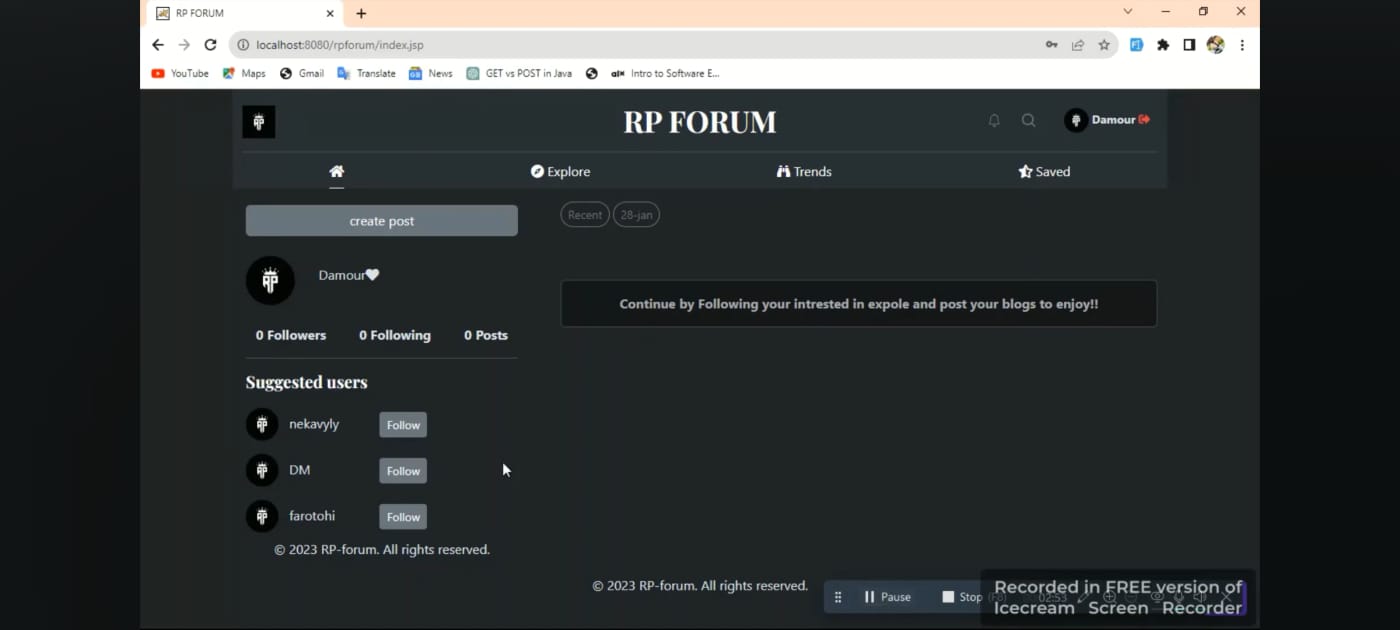 RP FORUM
localhost:8080/rpforum/index.jsp
YouTube Maps Gmail Translate News GET vs POST in Java Intro to Software E...
RP FORUM
Damour
Explore Trends Saved
create post
Recent 28-jan
Damour
Continue by Following your intrested in expole and post your blogs to enjoy!!
0 Followers 0 Following 0 Posts
Suggested users
nekavyly Follow
DM Follow
farotohi Follow
© 2023 RP-forum. All rights reserved.
© 2023 RP-forum. All rights reserved.
Pause Stop (F8) 02:53
Recorded in FREE version of
Icecream Screen Recorder